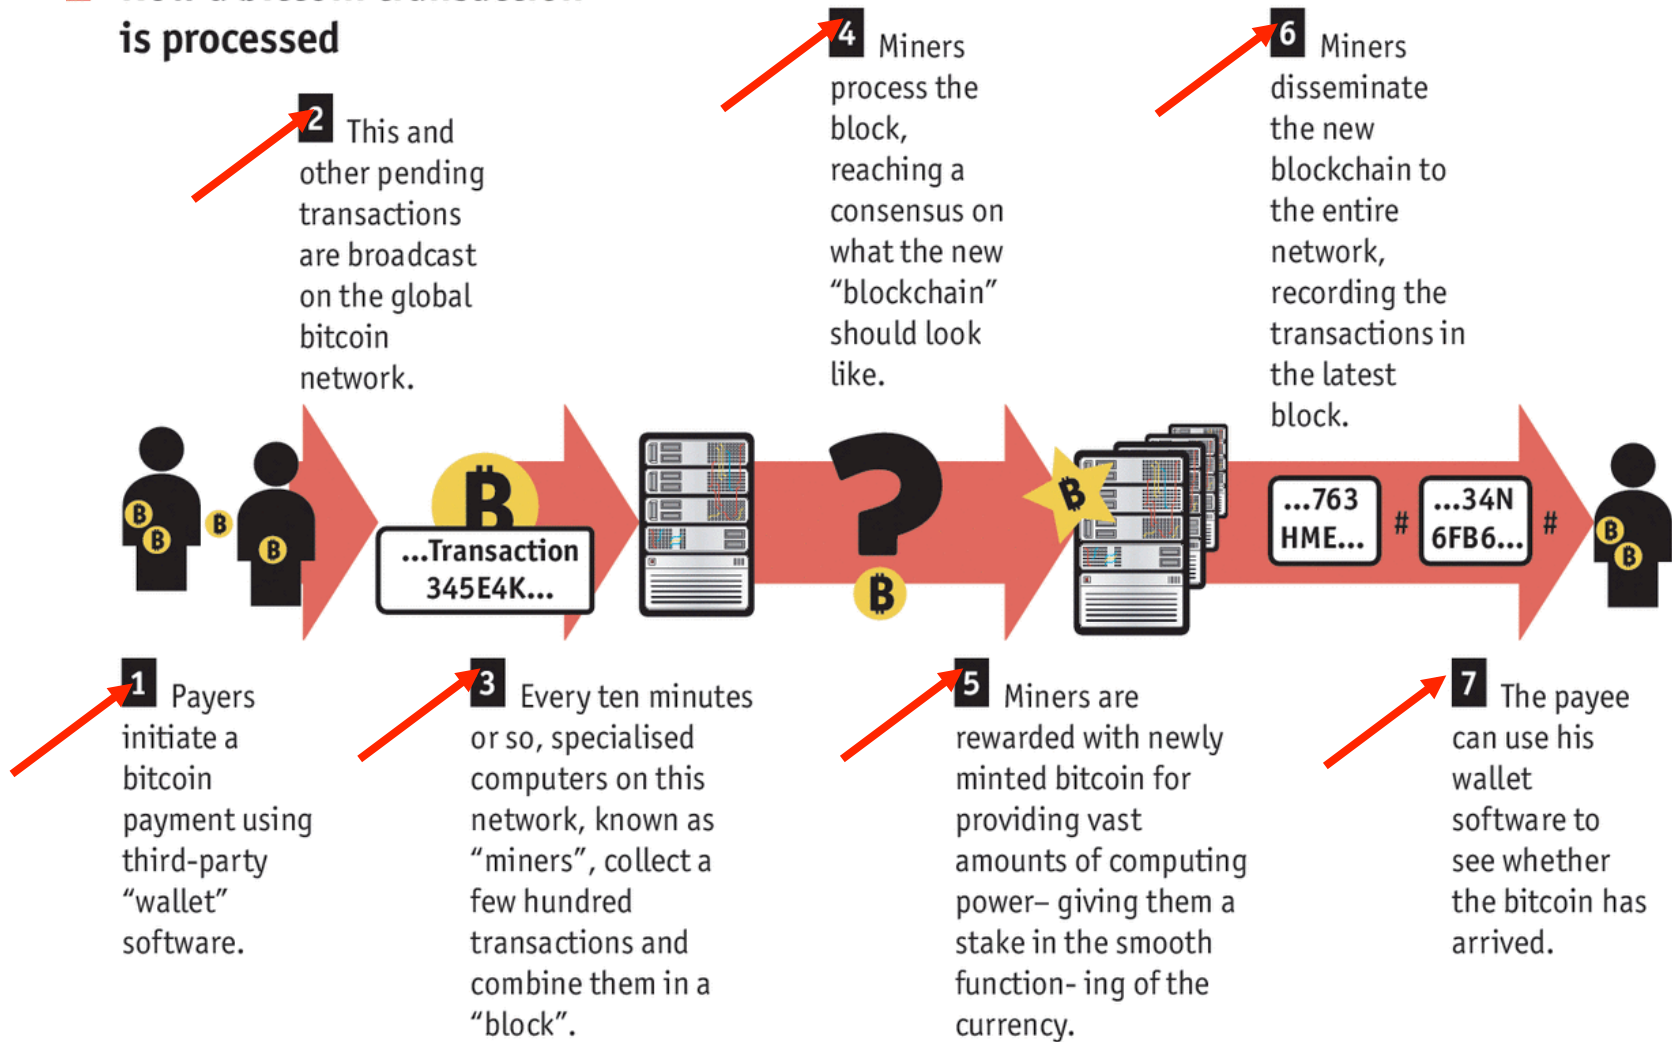 is processed
1 Payers
initiate a
bitcoin
payment using
third-party
“wallet”
software.
2 This and
other pending
transactions
are broadcast
on the global
bitcoin
network.
3 Every ten minutes
or so, specialised
computers on this
network, known as
“miners”, collect a
few hundred
transactions and
combine them in a
“block”.
4 Miners
process the
block,
reaching a
consensus on
what the new
“blockchain”
should look
like.
5 Miners are
rewarded with newly
minted bitcoin for
providing vast
amounts of computing
power– giving them a
stake in the smooth
function- ing of the
currency.
6 Miners
disseminate
the new
blockchain to
the entire
network,
recording the
transactions in
the latest
block.
7 The payee
can use his
wallet
software to
see whether
the bitcoin has
arrived.
...Transaction
345E4K...
...763
HME...
#
...34N
6FB6...
#